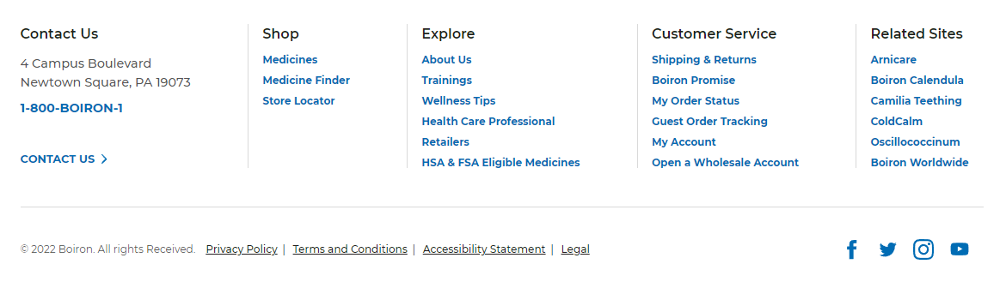 Contact Us
4 Campus Boulevard
Newtown Square, PA 19073
1-800-BOIRON-1
CONTACT US
Shop
Medicines
Medicine Finder
Store Locator
Explore
About Us
Trainings
Wellness Tips
Health Care Professional
Retailers
HSA & FSA Eligible Medicines
Customer Service
Shipping & Returns
Boiron Promise
My Order Status
Guest Order Tracking
My Account
Open a Wholesale Account
Related Sites
Arnicare
Boiron Calendula
Camilia Teething
ColdCalm
Oscillococcinum
Boiron Worldwide
© 2022 Boiron. All rights Received. Privacy Policy | Terms and Conditions | Accessibility Statement | Legal